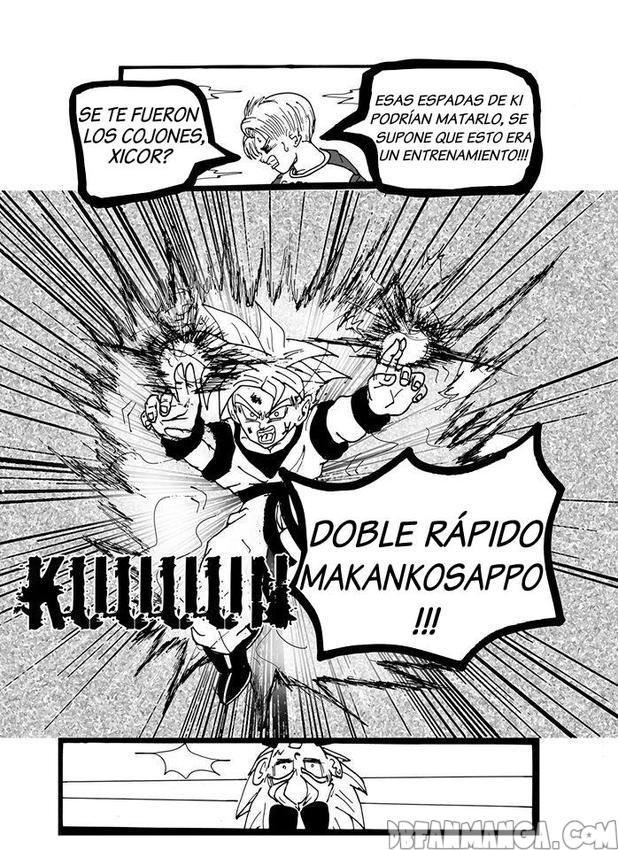 SE TE FUERON
LOS COJONES,
XICOR?
ESAS ESPADAS DE KI
PODRÍAN MATARLO, SE
SUPONE QUE ESTO ERA
UN ENTRENAMIENTO!!!
DOBLE RÁPIDO
MAKANKOSAPPO
!!!
KUUUUN
DBFANMANGA.COM